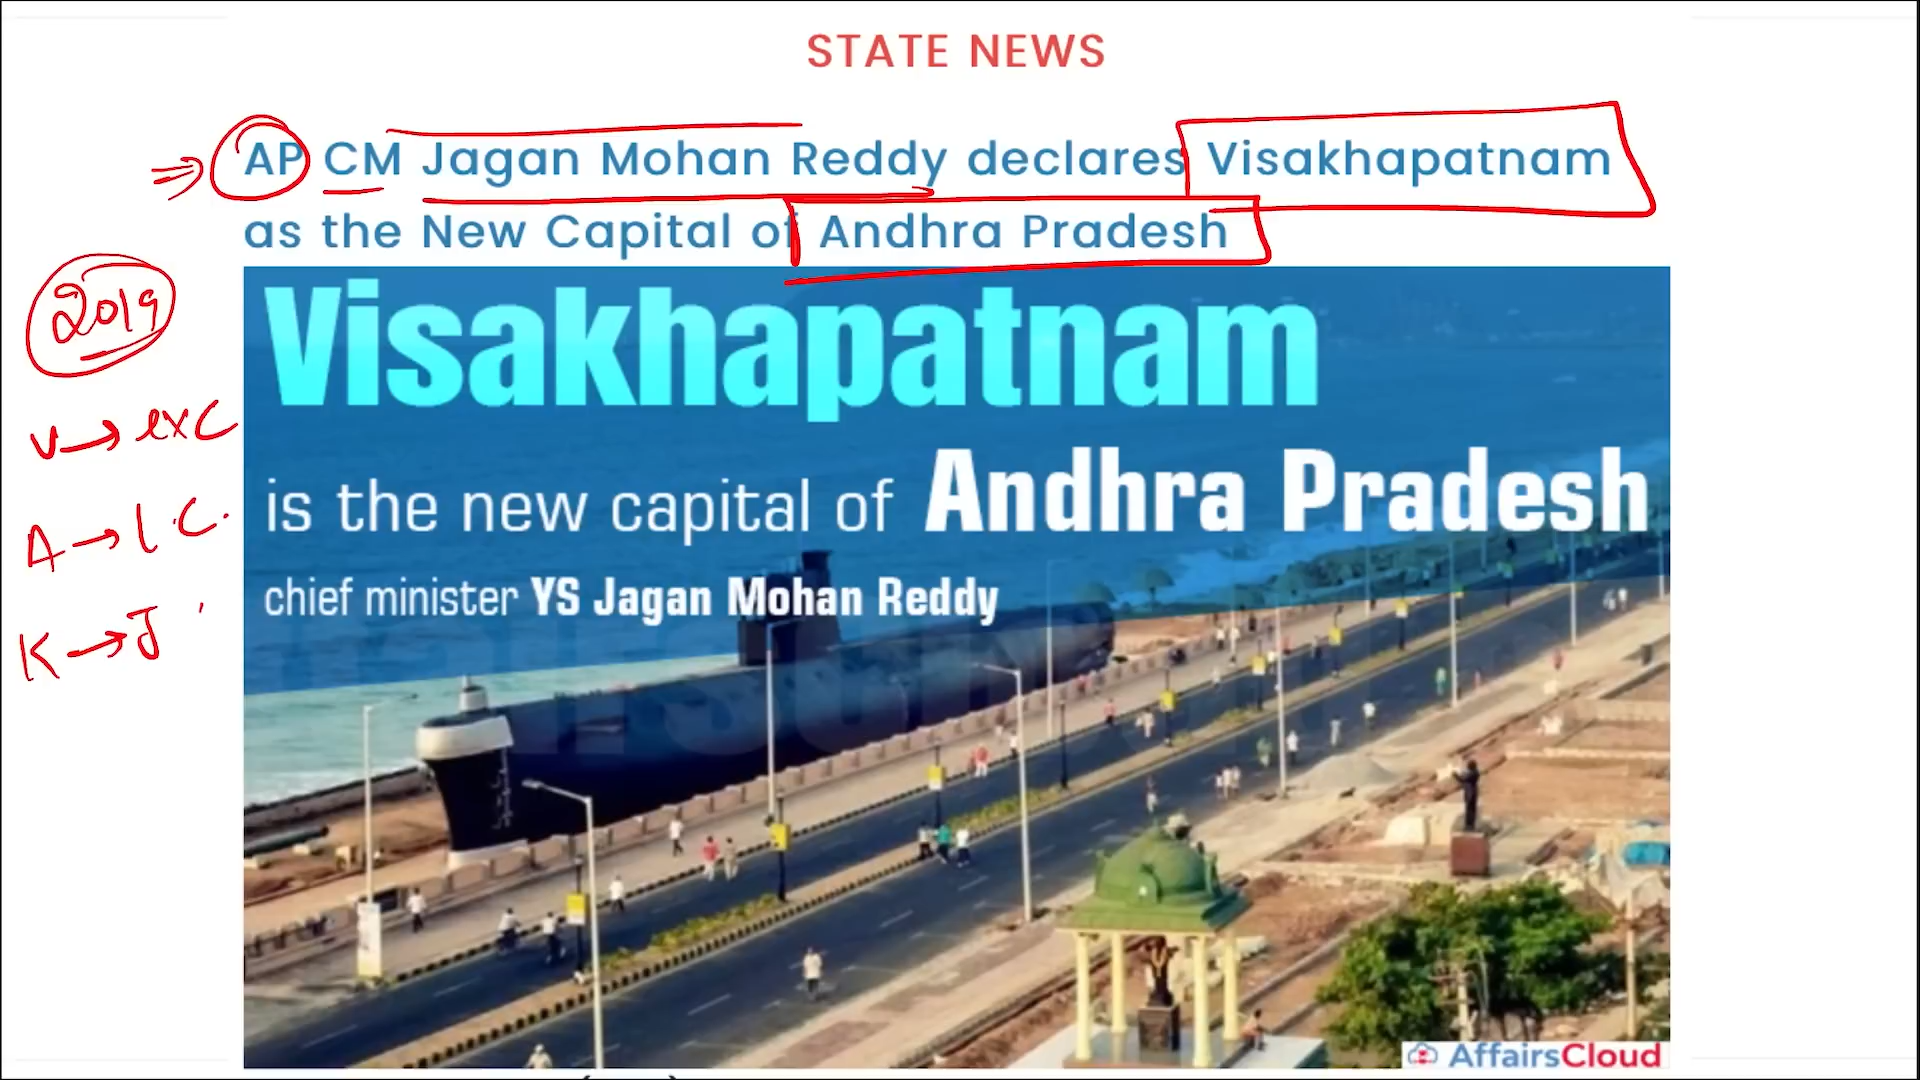 STATE NEWS
AP CM Jagan Mohan Reddy declares Visakhapatnam
as the New Capital of Andhra Pradesh
2019
V→exC
A→l.C.
K→J
Visakhapatnam
is the new capital of Andhra Pradesh
chief minister YS Jagan Mohan Reddy
AffairsCloud